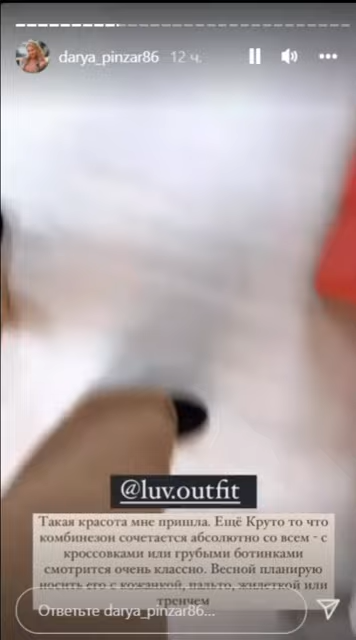 darya_pinzar86 12 ч.
@luv.outfit
Такая красота мне пришла. Ещё Круто то что
комбинезон сочетается абсолютно со всем - с
кроссовками или грубыми ботинками
смотрится очень классно. Весной планирую
носить его с кожанкой, пальто, жилеткой или
тренчем
Ответьте darya_pinzar86...